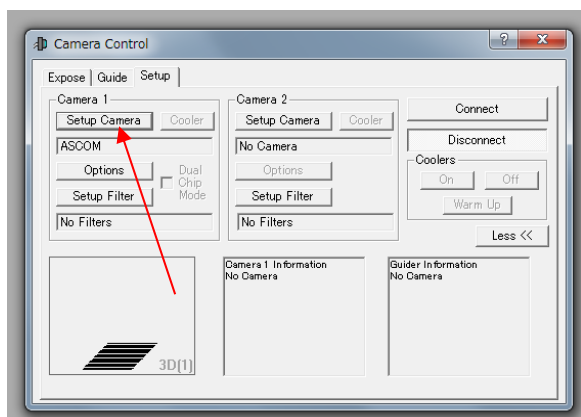 Camera Control
Expose Guide Setup
Camera 1
Setup Camera Cooler
ASCOM
Options
Dual Chip Mode
Setup Filter
No Filters
Camera 2
Setup Camera Cooler
No Camera
Options
Setup Filter
No Filters
Connect
Disconnect
Coolers
On Off
Warm Up
Less <<
3D(1)
Camera 1 Information
No Camera
Guider Information
No Camera